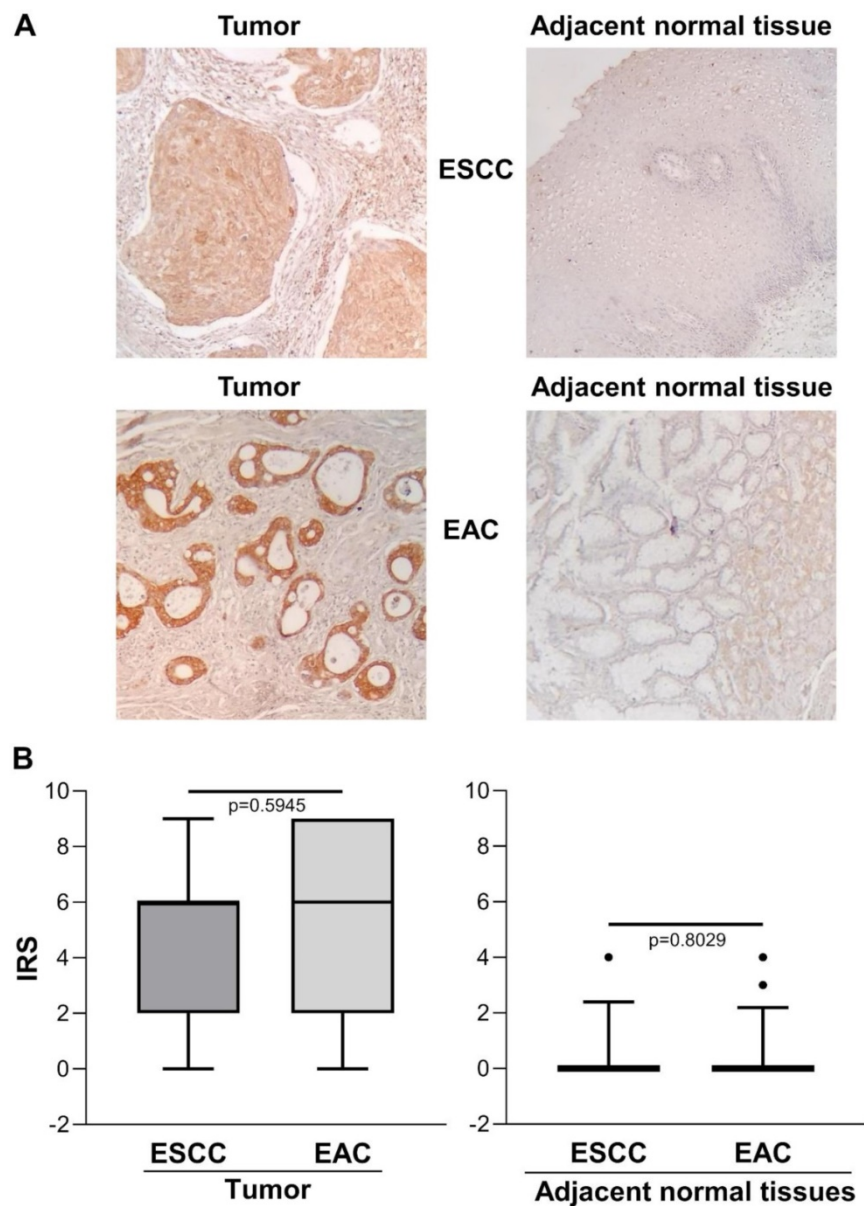 A
Tumor
Adjacent normal tissue
ESCC
Tumor
Adjacent normal tissue
EAC
B
IRS
10
8
6
4
2
0
-2
p=0.5945
ESCC
EAC
Tumor
10
8
6
4
2
0
-2
p=0.8029
ESCC
EAC
Adjacent normal tissues